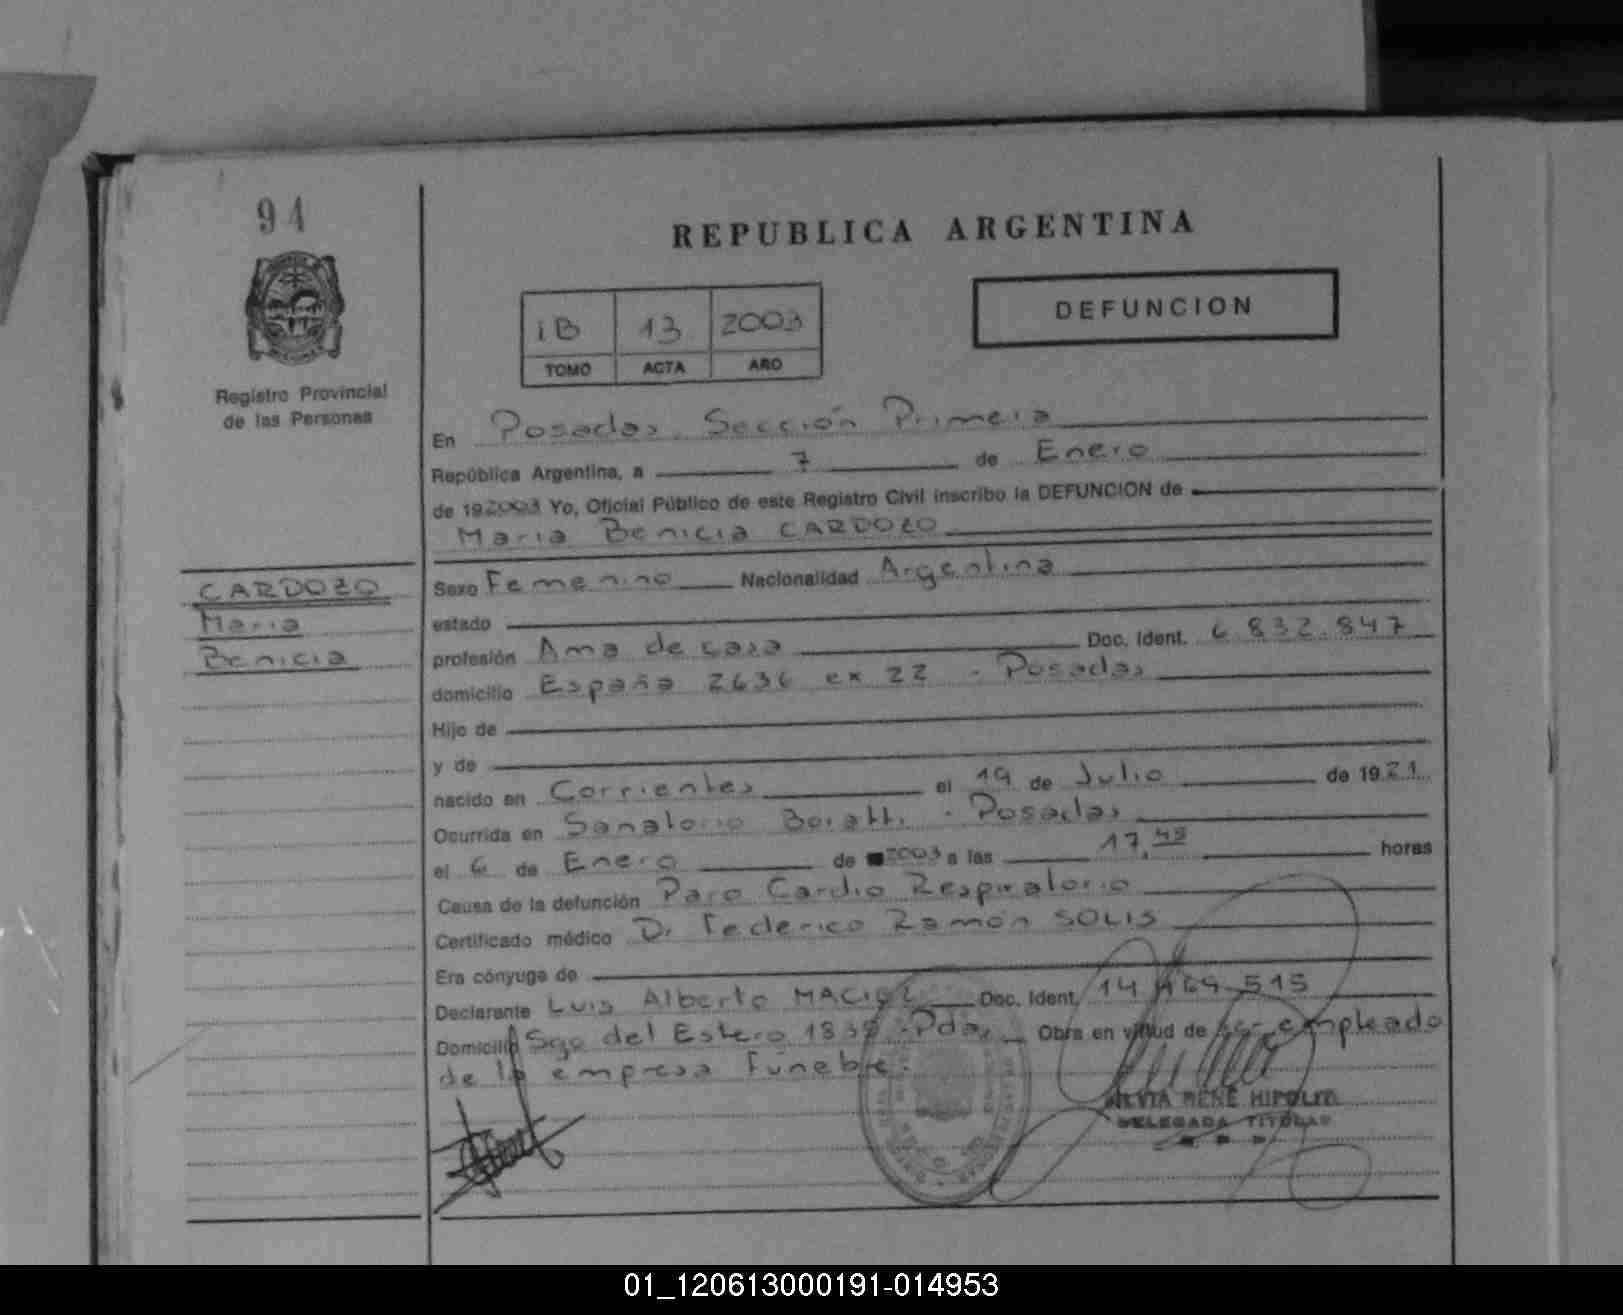 94
REPUBLICA ARGENTINA
DEFUNCION
1B 13 2003
TOMO ACTA AÑO
Registro Provincial
de las Personas
En Posadas, Sección Primera
República Argentina, a 7 de Enero
de 192003 Yo, Oficial Público de este Registro Civil inscribo la DEFUNCION de
Maria Benicia CARDOZO
CARDOZO
Maria
Benicia
Sexo Femenino Nacionalidad Argentina
estado
profesión Ama de casa Doc. Ident. 6.832.847
domicilio España 2636 ex 22 - Posadas
Hijo de
y de
nacido en Corrientes el 19 de Julio de 1921
Ocurrida en Sanatorio Boratti - Posadas
el 6 de Enero de 2003 a las 17,45 horas
Causa de la defunción Paro Cardio Respiratorio
Certificado médico Dr Federico Ramón SOLIS
Era cónyuge de
Declarante Luis Alberto MACIEL Doc. Ident. 14.169.515
Domicilio Sgo del Estero 1838 - Pdas Obra en virtud de ser empleado
de la empresa Fúnebre.
SILVIA RENE HIPOLITO
DELEGADA TITULAR
01_120613000191-014953